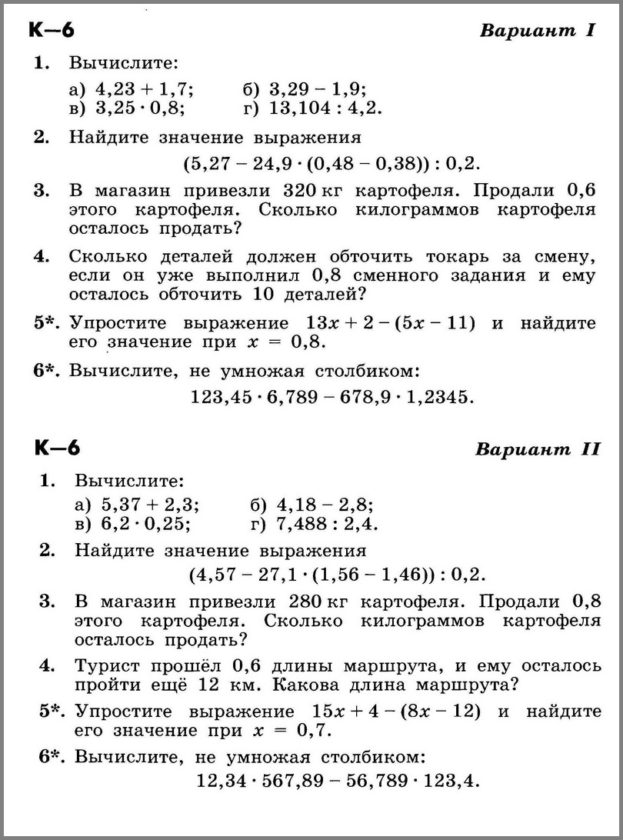 К—6 Вариант I
1. Вычислите:
а) 4,23 + 1,7; б) 3,29 − 1,9;
в) 3,25 · 0,8; г) 13,104 : 4,2.
2. Найдите значение выражения
(5,27 − 24,9 · (0,48 − 0,38)) : 0,2.
3. В магазин привезли 320 кг картофеля. Продали 0,6
этого картофеля. Сколько килограммов картофеля
осталось продать?
4. Сколько деталей должен обточить токарь за смену,
если он уже выполнил 0,8 сменного задания и ему
осталось обточить 10 деталей?
5*. Упростите выражение 13x + 2 − (5x − 11) и найдите
его значение при x = 0,8.
6*. Вычислите, не умножая столбиком:
123,45 · 6,789 − 678,9 · 1,2345.
К—6 Вариант II
1. Вычислите:
а) 5,37 + 2,3; б) 4,18 − 2,8;
в) 6,2 · 0,25; г) 7,488 : 2,4.
2. Найдите значение выражения
(4,57 − 27,1 · (1,56 − 1,46)) : 0,2.
3. В магазин привезли 280 кг картофеля. Продали 0,8
этого картофеля. Сколько килограммов картофеля
осталось продать?
4. Турист прошёл 0,6 длины маршрута, и ему осталось
пройти ещё 12 км. Какова длина маршрута?
5*. Упростите выражение 15x + 4 − (8x − 12) и найдите
его значение при x = 0,7.
6*. Вычислите, не умножая столбиком:
12,34 · 567,89 − 56,789 · 123,4.